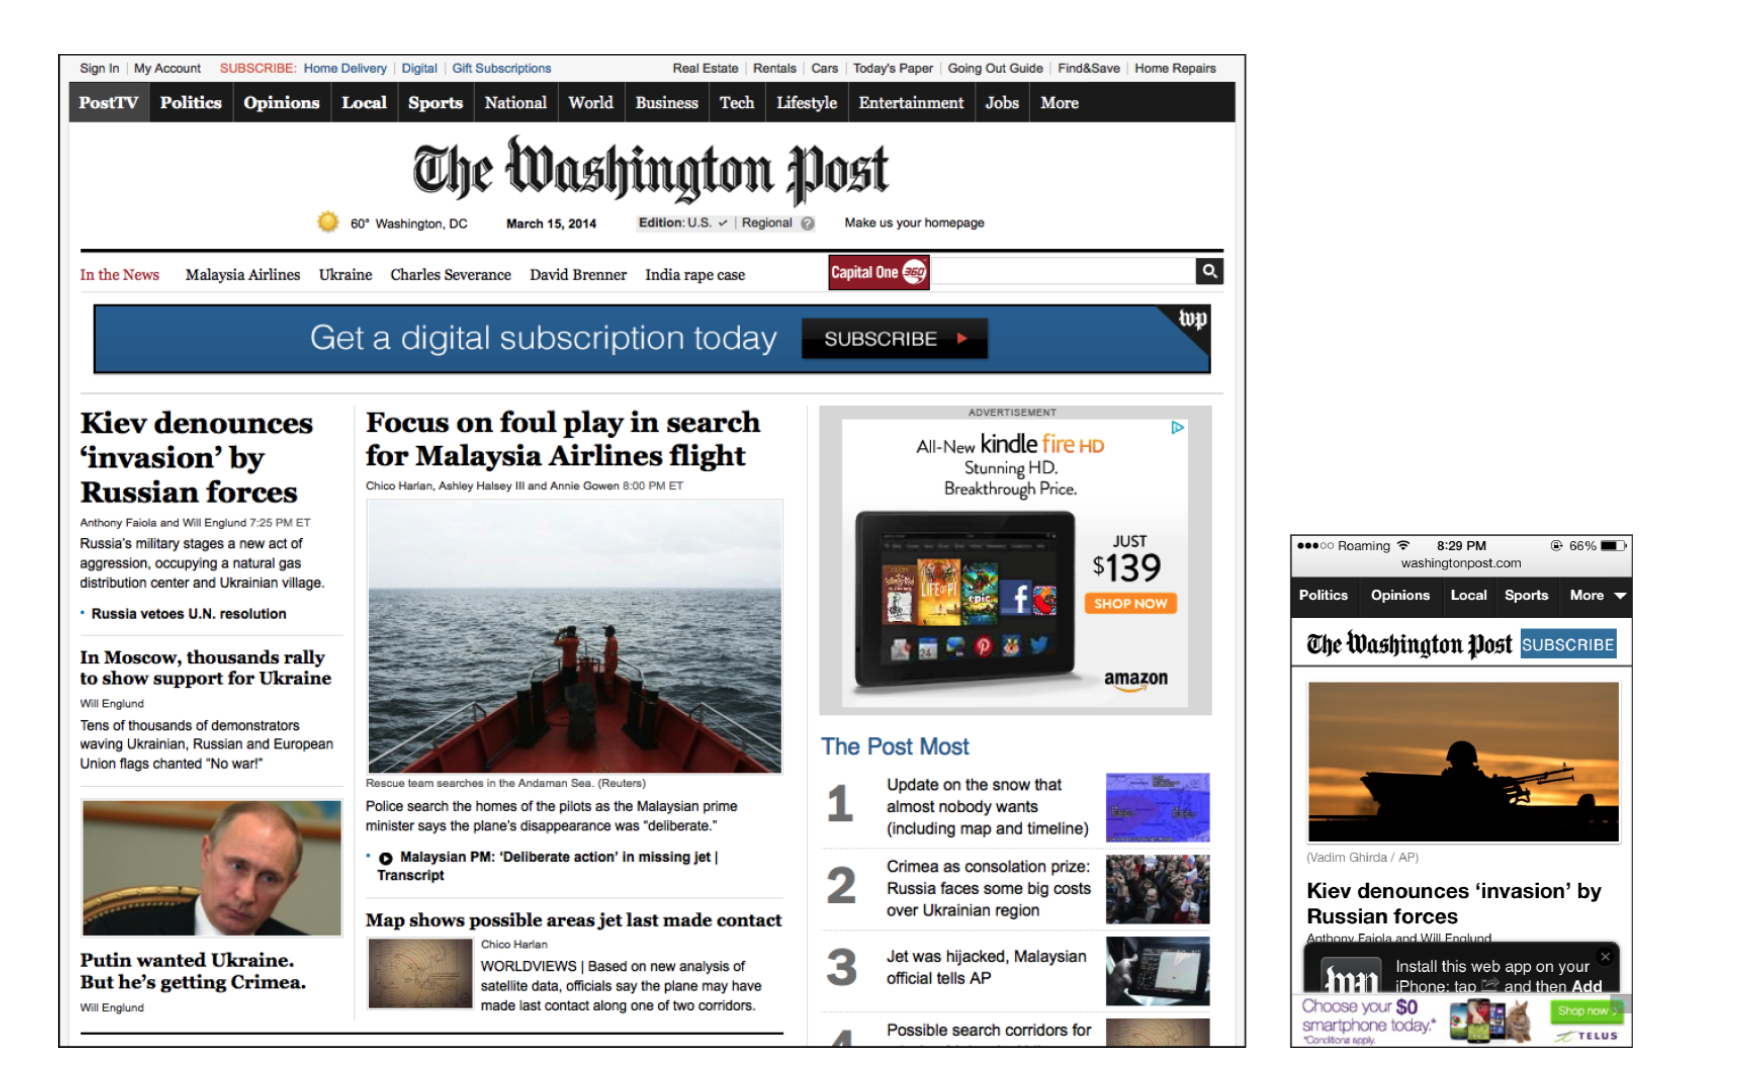 Sign In | My Account SUBSCRIBE: Home Delivery | Digital | Gift Subscriptions
Real Estate | Rentals | Cars | Today's Paper | Going Out Guide | Find&Save | Home Repairs
PostTV Politics Opinions Local Sports National World Business Tech Lifestyle Entertainment Jobs More
The Washington Post
60° Washington, DC March 15, 2014 Edition: U.S. | Regional ? Make us your homepage
In the News Malaysia Airlines Ukraine Charles Severance David Brenner India rape case
Capital One 360
Get a digital subscription today SUBSCRIBE
wp
Kiev denounces
‘invasion’ by
Russian forces
Anthony Faiola and Will Englund 7:25 PM ET
Russia's military stages a new act of
aggression, occupying a natural gas
distribution center and Ukrainian village.
• Russia vetoes U.N. resolution
In Moscow, thousands rally
to show support for Ukraine
Will Englund
Tens of thousands of demonstrators
waving Ukrainian, Russian and European
Union flags chanted “No war!”
Putin wanted Ukraine.
But he’s getting Crimea.
Will Englund
Focus on foul play in search
for Malaysia Airlines flight
Chico Harlan, Ashley Halsey III and Annie Gowen 8:00 PM ET
Rescue team searches in the Andaman Sea. (Reuters)
Police search the homes of the pilots as the Malaysian prime
minister says the plane’s disappearance was “deliberate.”
• Malaysian PM: ‘Deliberate action’ in missing jet |
Transcript
Map shows possible areas jet last made contact
Chico Harlan
WORLDVIEWS | Based on new analysis of
satellite data, officials say the plane may have
made last contact along one of two corridors.
ADVERTISEMENT
All-New kindle fire HD
Stunning HD.
Breakthrough Price.
LIFE OF PI
epic
24
JUST
$139
SHOP NOW
amazon
The Post Most
1
Update on the snow that
almost nobody wants
(including map and timeline)
2
Crimea as consolation prize:
Russia faces some big costs
over Ukrainian region
3
Jet was hijacked, Malaysian
official tells AP
4
Possible search corridors for
Roaming 8:29 PM 66%
washingtonpost.com
Politics Opinions Local Sports More
The Washington Post SUBSCRIBE
(Vadim Ghirda / AP)
Kiev denounces ‘invasion’ by
Russian forces
Anthony Faiola and Will Englund
wp
Install this web app on your
iPhone: tap and then Add
Choose your $0
smartphone today.*
*Conditions apply.
Shop now
TELUS